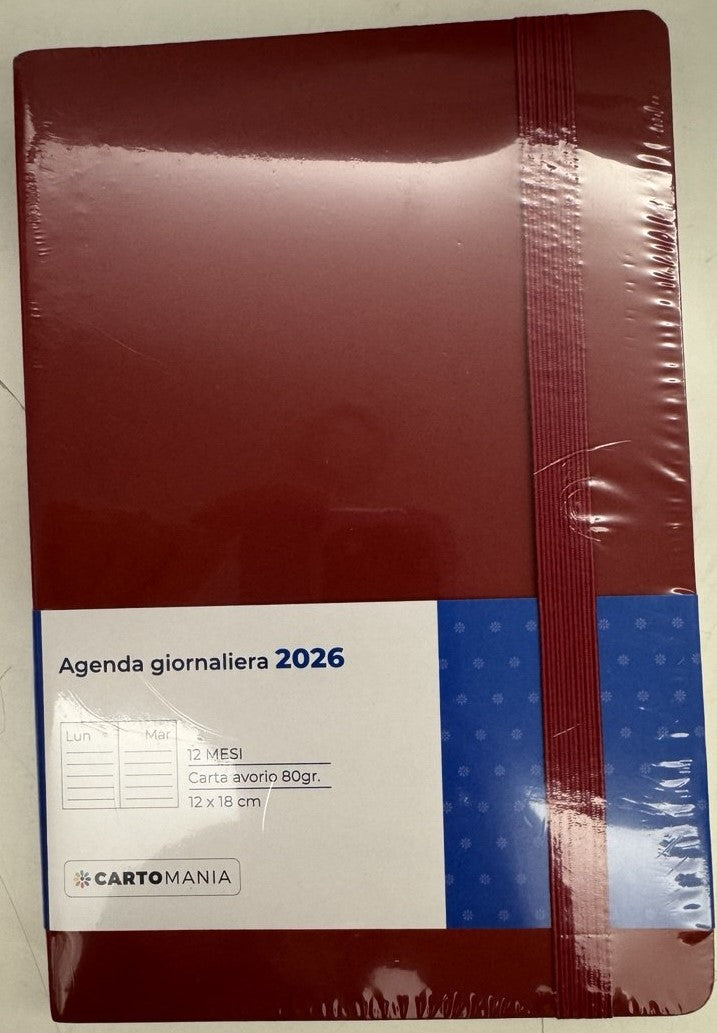 Agenda giornaliera 2026
Lun Mar
12 MESI
Carta avorio 80gr.
12 x 18 cm
CARTOMANIA